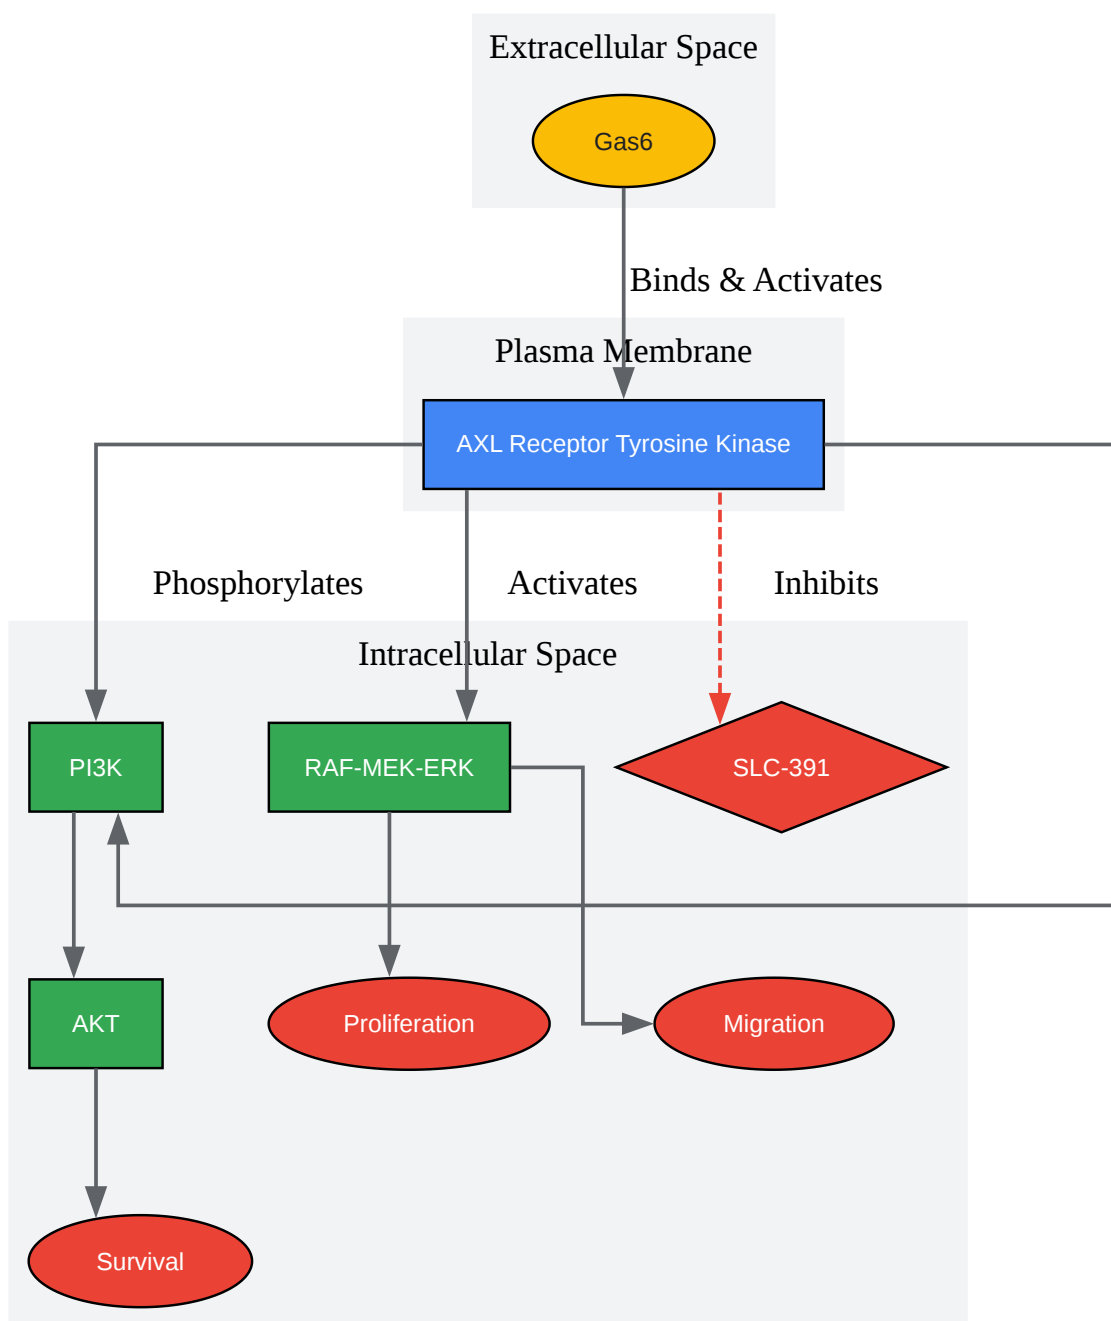 Extracellular Space
Gas6
Binds & Activates
Plasma Membrane
AXL Receptor Tyrosine Kinase
Phosphorylates
Activates
Inhibits
Intracellular Space
PI3K
RAF-MEK-ERK
SLC-391
AKT
Proliferation
Migration
Survival